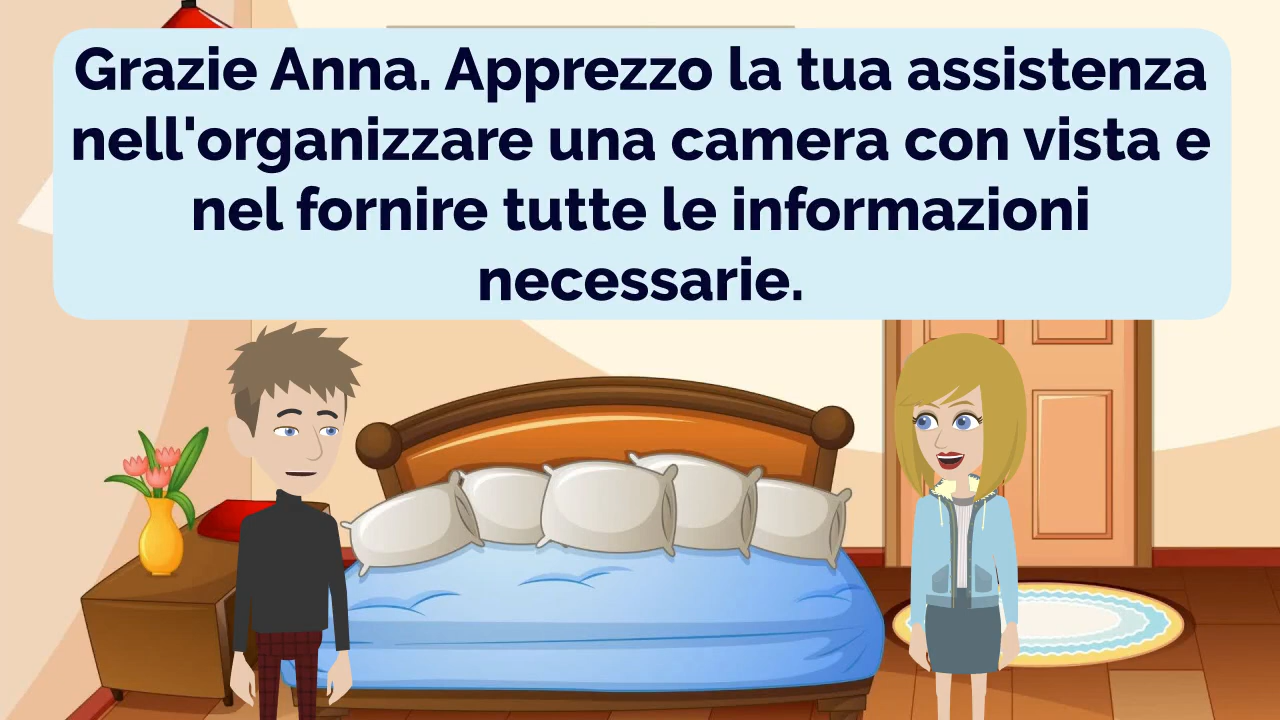 Grazie Anna. Apprezzo la tua assistenza
nell'organizzare una camera con vista e
nel fornire tutte le informazioni
necessarie.